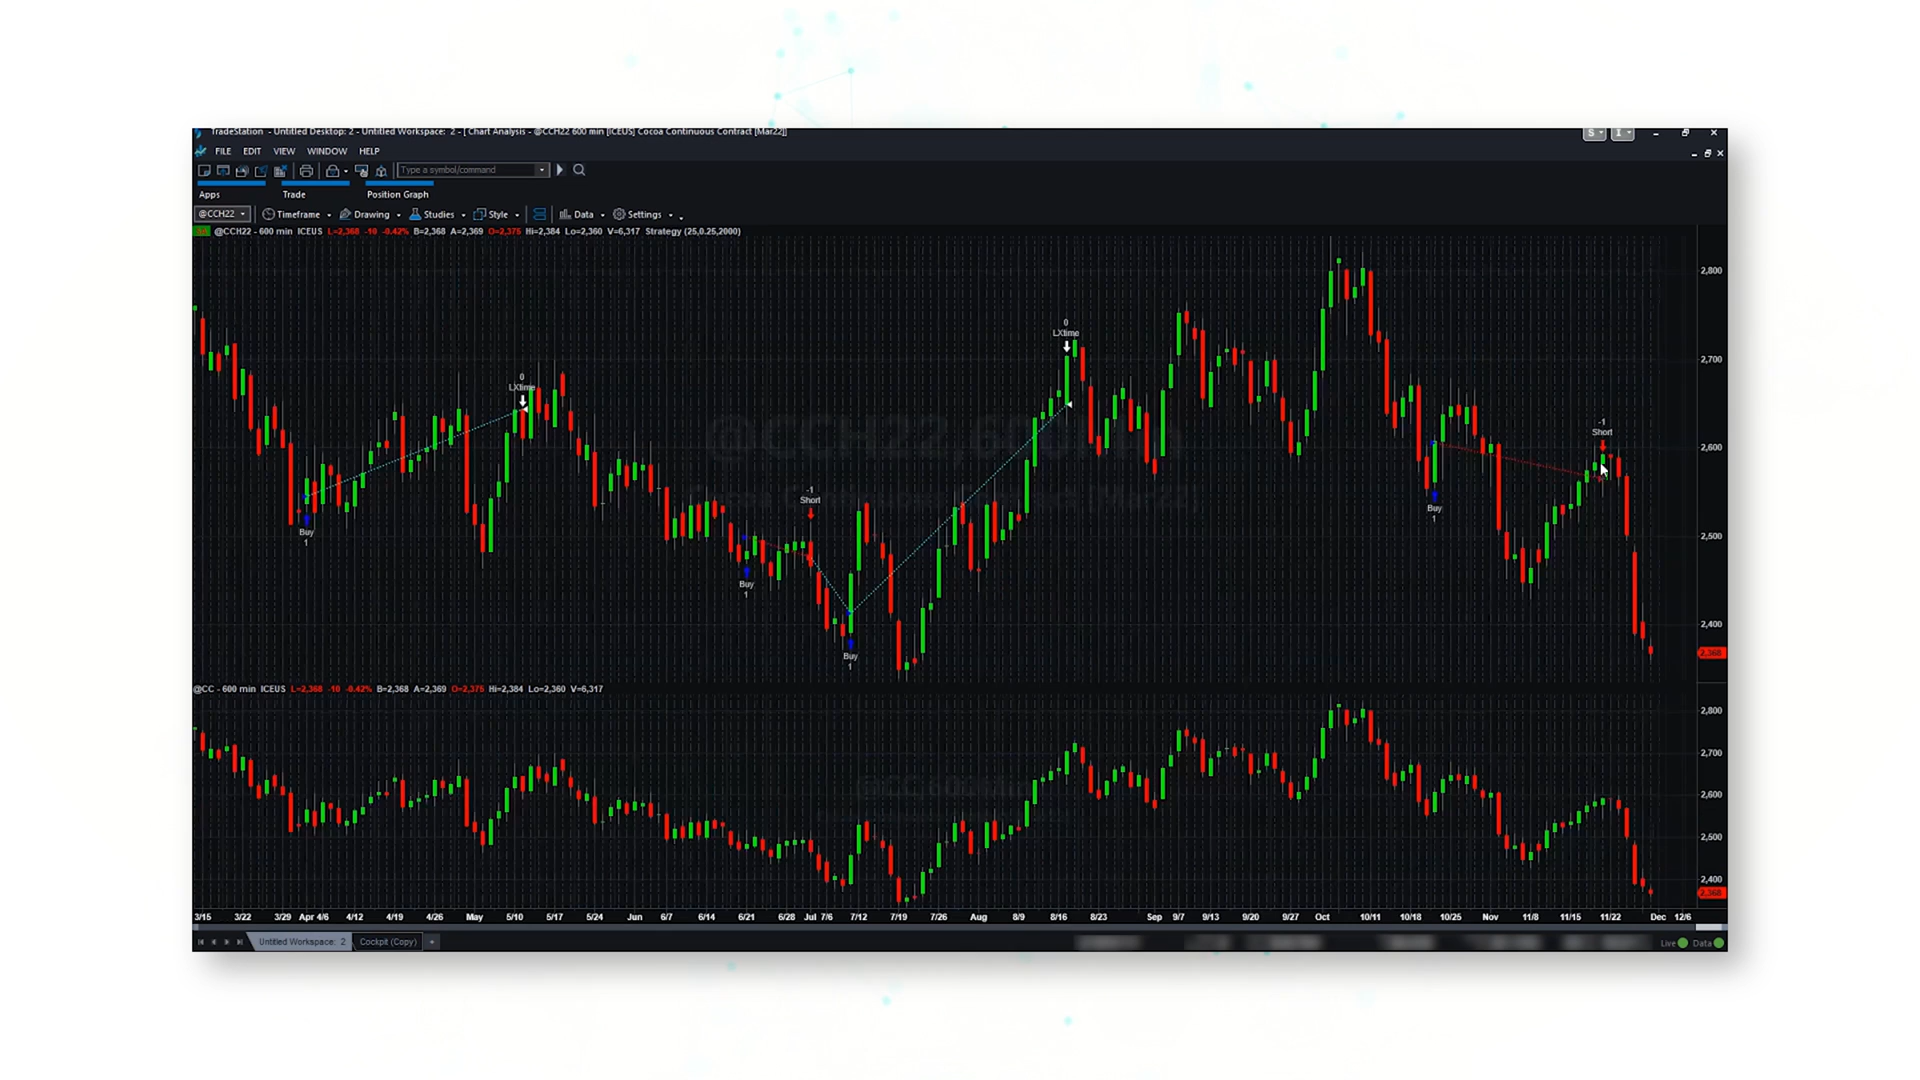 TradeStation - Untitled Desktop: 2 - Untitled Workspace: 2 - [ Chart Analysis - @CCH22 600 min [ICEUS] Cocoa Continuous Contract [Mar22]]
S I
FILE EDIT VIEW WINDOW HELP
Type a symbol/command
Apps Trade Position Graph
@CCH22 Timeframe Drawing Studies Style Data Settings
@CCH22 - 600 min ICEUS L=2,368 -10 -0.42% B=2,368 A=2,369 O=2,375 Hi=2,384 Lo=2,360 V=6,317 Strategy (25,0.25,2000)
2,800
0
LXtime
2,700
0
LXtime
-1
Short
2,600
-1
Short
Buy
1
Buy
1
2,500
Buy
1
2,400
Buy
1
2,368
@CC - 600 min ICEUS L=2,368 -10 -0.42% B=2,368 A=2,369 O=2,375 Hi=2,384 Lo=2,360 V=6,317
2,800
2,700
2,600
2,500
2,400
2,368
3/15 3/22 3/29 Apr 4/6 4/12 4/19 4/26 May 5/10 5/17 5/24 Jun 6/7 6/14 6/21 6/28 Jul 7/6 7/12 7/19 7/26 Aug 8/9 8/16 8/23 Sep 9/7 9/13 9/20 9/27 Oct 10/11 10/18 10/25 Nov 11/8 11/15 11/22 Dec 12/6
Untitled Workspace: 2 Cockpit (Copy) +
Live Data